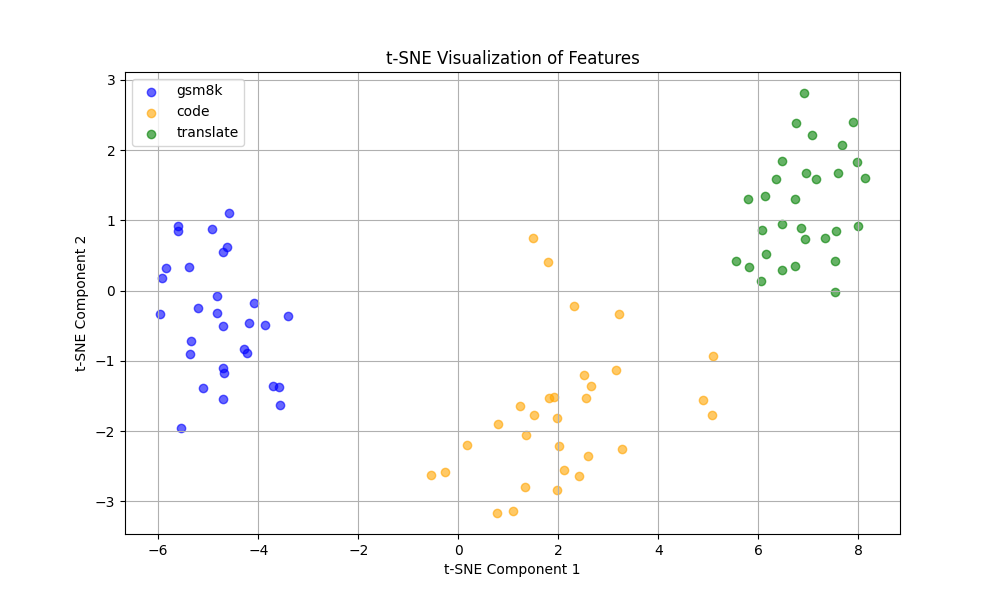 t-SNE Visualization of Features
gsm8k
code
translate
t-SNE Component 2
3
2
1
0
−1
−2
−3
−6
−4
−2
0
2
4
6
8
t-SNE Component 1